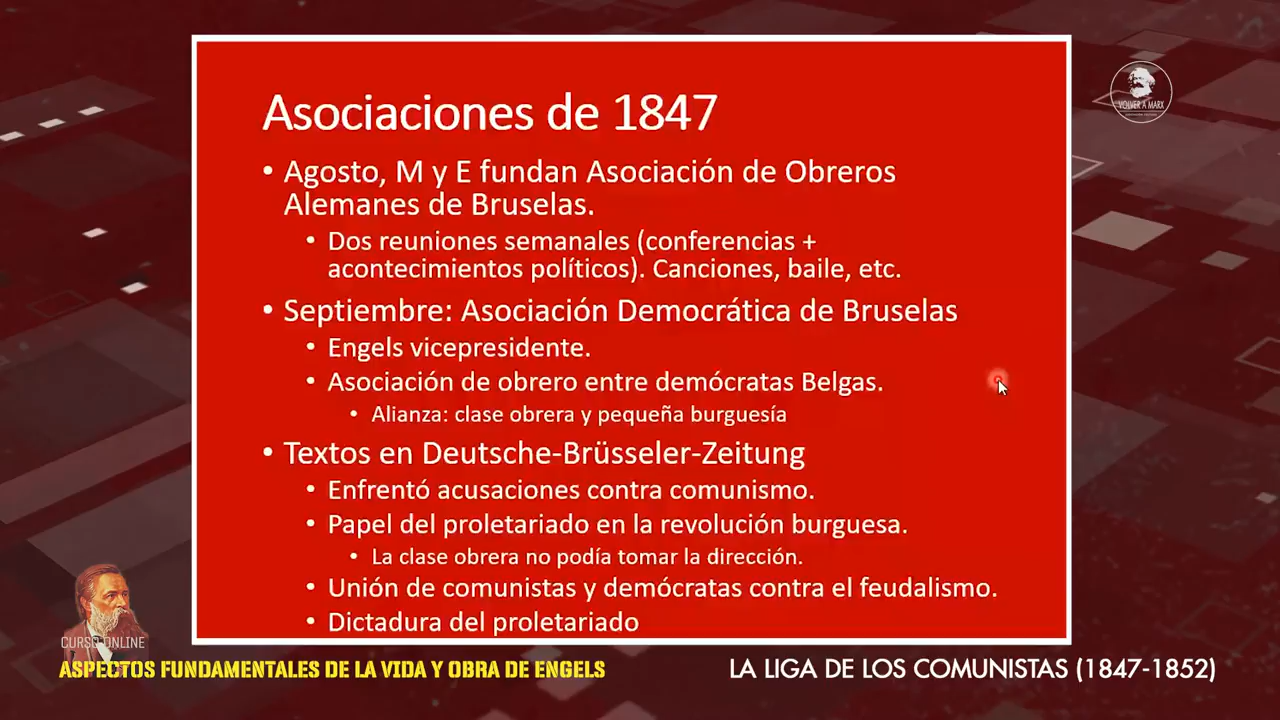 Asociaciones de 1847
• Agosto, M y E fundan Asociación de Obreros
Alemanes de Bruselas.
• Dos reuniones semanales (conferencias +
acontecimientos políticos). Canciones, baile, etc.
• Septiembre: Asociación Democrática de Bruselas
• Engels vicepresidente.
• Asociación de obrero entre demócratas Belgas.
• Alianza: clase obrera y pequeña burguesía
• Textos en Deutsche-Brüsseler-Zeitung
• Enfrentó acusaciones contra comunismo.
• Papel del proletariado en la revolución burguesa.
• La clase obrera no podía tomar la dirección.
• Unión de comunistas y demócratas contra el feudalismo.
• Dictadura del proletariado
VOLVER A MARX
CURSO ONLINE
ASPECTOS FUNDAMENTALES DE LA VIDA Y OBRA DE ENGELS
LA LIGA DE LOS COMUNISTAS (1847-1852)